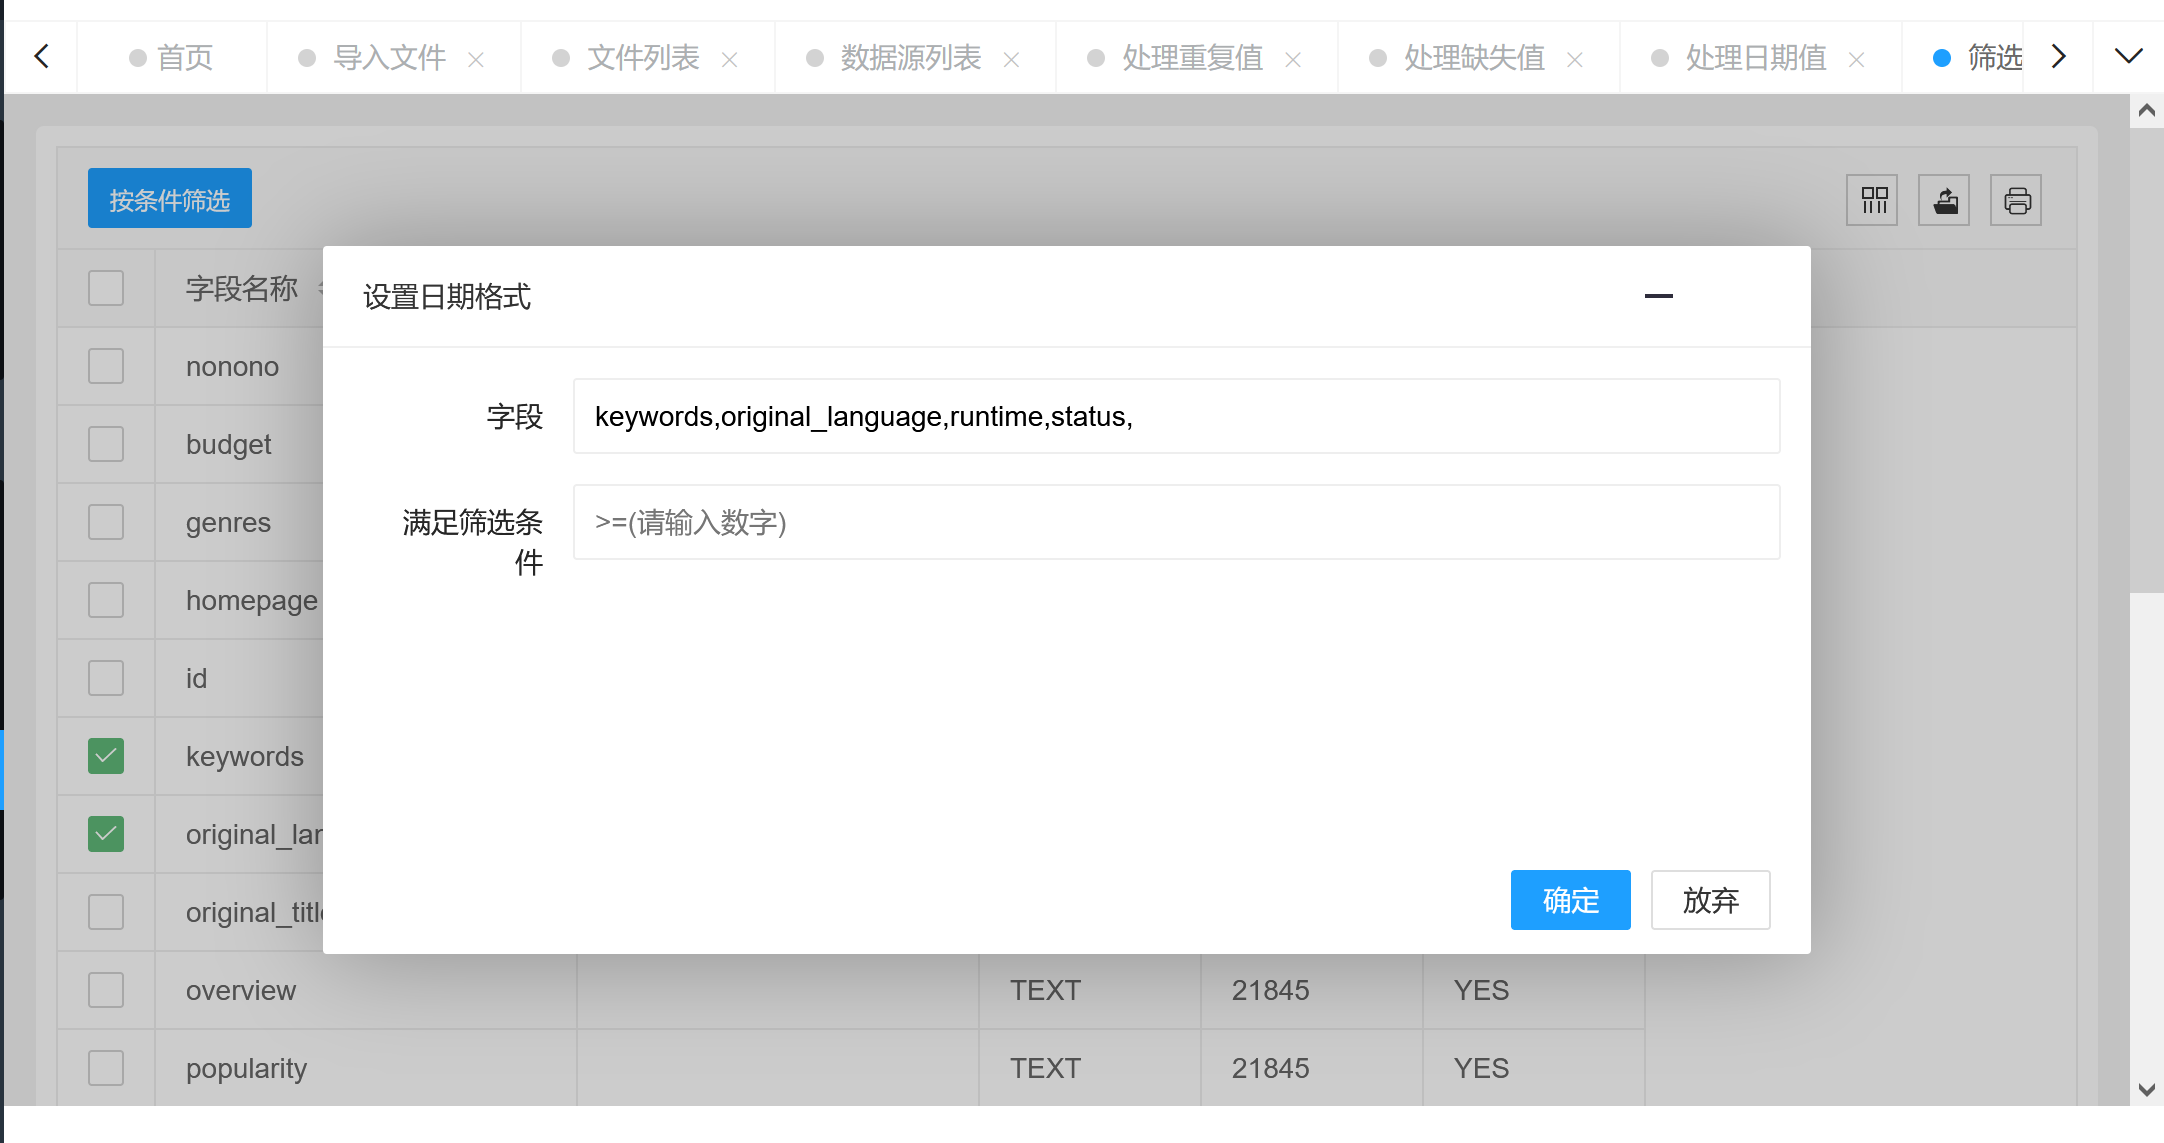 首页 导入文件 文件列表 数据源列表 处理重复值 处理缺失值 处理日期值 筛选
按条件筛选
字段名称
设置日期格式
nonono
字段 keywords,original_language,runtime,status,
budget
满足筛选条
件
>=(请输入数字)
genres
homepage
id
keywords
original_lan
original_title
确定 放弃
overview TEXT 21845 YES
popularity TEXT 21845 YES